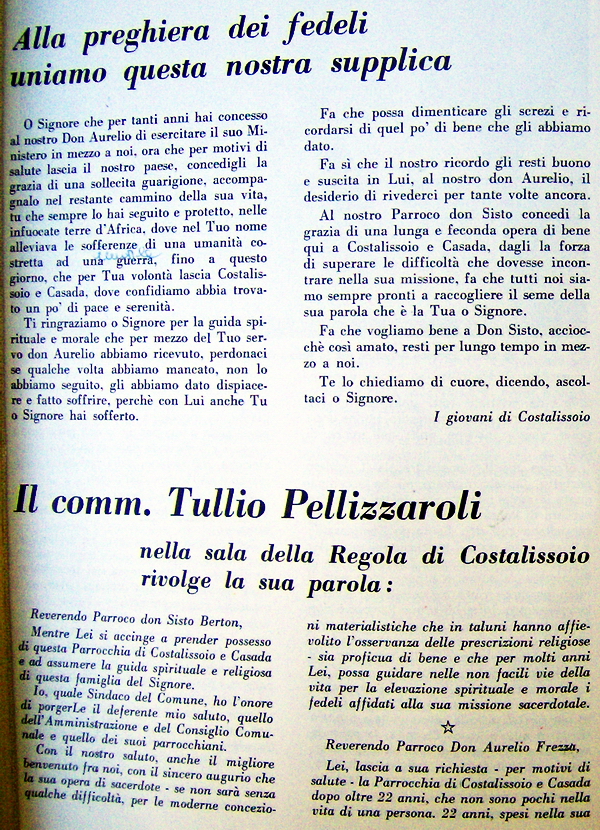 Alla preghiera dei fedeli
uniamo questa nostra supplica
O Signore che per tanti anni hai concesso
al nostro Don Aurelio di esercitare il suo Mi-
nistero in mezzo a noi, ora che per motivi di
salute lascia il nostro paese, concedigli la
grazia di una sollecita guarigione, accompa-
gnalo nel restante cammino della sua vita,
tu che sempre lo hai seguito e protetto, nelle
infuocate terre d'Africa, dove nel Tuo nome
alleviava le sofferenze di una umanità co-
stretta ad una guerra, fino a questo
giorno, che per Tua volontà lascia Costalis-
soio e Casada, dove confidiamo abbia trova-
to un po' di pace e serenità.
Ti ringraziamo o Signore per la guida spi-
rituale e morale che per mezzo del Tuo ser-
vo don Aurelio abbiamo ricevuto, perdonaci
se qualche volta abbiamo mancato, non lo
abbiamo seguito, gli abbiamo dato dispiace-
re e fatto soffrire, perchè con Lui anche Tu
o Signore hai sofferto.
Fa che possa dimenticare gli screzi e ri-
cordarsi di quel po' di bene che gli abbiamo
dato.
Fa sì che il nostro ricordo gli resti buono
e suscita in Lui, al nostro don Aurelio, il
desiderio di rivederci per tante volte ancora.
Al nostro Parroco don Sisto concedi la
grazia di una lunga e feconda opera di bene
qui a Costalissoio e Casada, dagli la forza
di superare le difficoltà che dovesse incon-
trare nella sua missione, fa che tutti noi sia-
mo sempre pronti a raccogliere il seme della
sua parola che è la Tua o Signore.
Fa che vogliamo bene a Don Sisto, accioc-
chè così amato, resti per lungo tempo in mez-
zo a noi.
Te lo chiediamo di cuore, dicendo, ascol-
taci o Signore.
I giovani di Costalissoio
Il comm. Tullio Pellizzaroli
nella sala della Regola di Costalissoio
rivolge la sua parola :
Reverendo Parroco don Sisto Berton,
Mentre Lei si accinge a prender possesso
di questa Parrocchia di Costalissoio e Casada
e ad assumere la guida spirituale e religiosa
di questa famiglia del Signore.
Io, quale Sindaco del Comune, ho l'onore
di porgerLe il deferente mio saluto, quello
dell'Amministrazione e del Consiglio Comu-
nale e quello dei suoi parrocchiani.
Con il nostro saluto, anche il migliore
benvenuto fra noi, con il sincero augurio che
la sua opera di sacerdote - se non sarà senza
qualche difficoltà, per le moderne concezio-
ni materialistiche che in taluni hanno affie-
volito l'osservanza delle prescrizioni religiose
- sia proficua di bene e che per molti anni
Lei, possa guidare nelle non facili vie della
vita per la elevazione spirituale e morale i
fedeli affidati alla sua missione sacerdotale.
☆
Reverendo Parroco Don Aurelio Frezza,
Lei, lascia a sua richiesta - per motivi di
salute - la Parrocchia di Costalissoio e Casada
dopo oltre 22 anni, che non sono pochi nella
vita di una persona. 22 anni, spesi nella sua